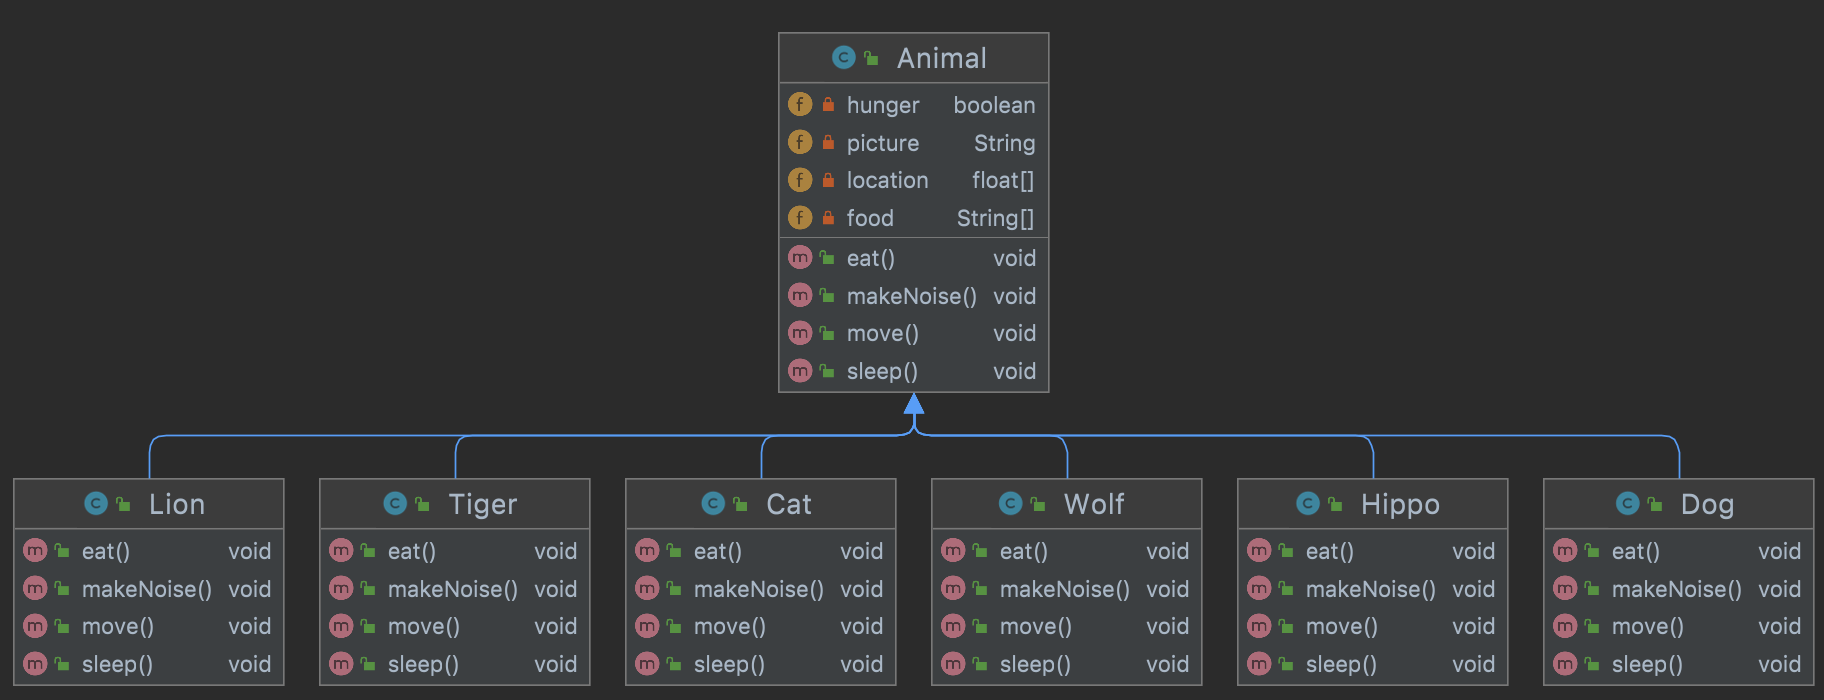 C Animal
f hunger boolean
f picture String
f location float[]
f food String[]
m eat() void
m makeNoise() void
m move() void
m sleep() void
C Lion
m eat() void
m makeNoise() void
m move() void
m sleep() void
C Tiger
m eat() void
m makeNoise() void
m move() void
m sleep() void
C Cat
m eat() void
m makeNoise() void
m move() void
m sleep() void
C Wolf
m eat() void
m makeNoise() void
m move() void
m sleep() void
C Hippo
m eat() void
m makeNoise() void
m move() void
m sleep() void
C Dog
m eat() void
m makeNoise() void
m move() void
m sleep() void